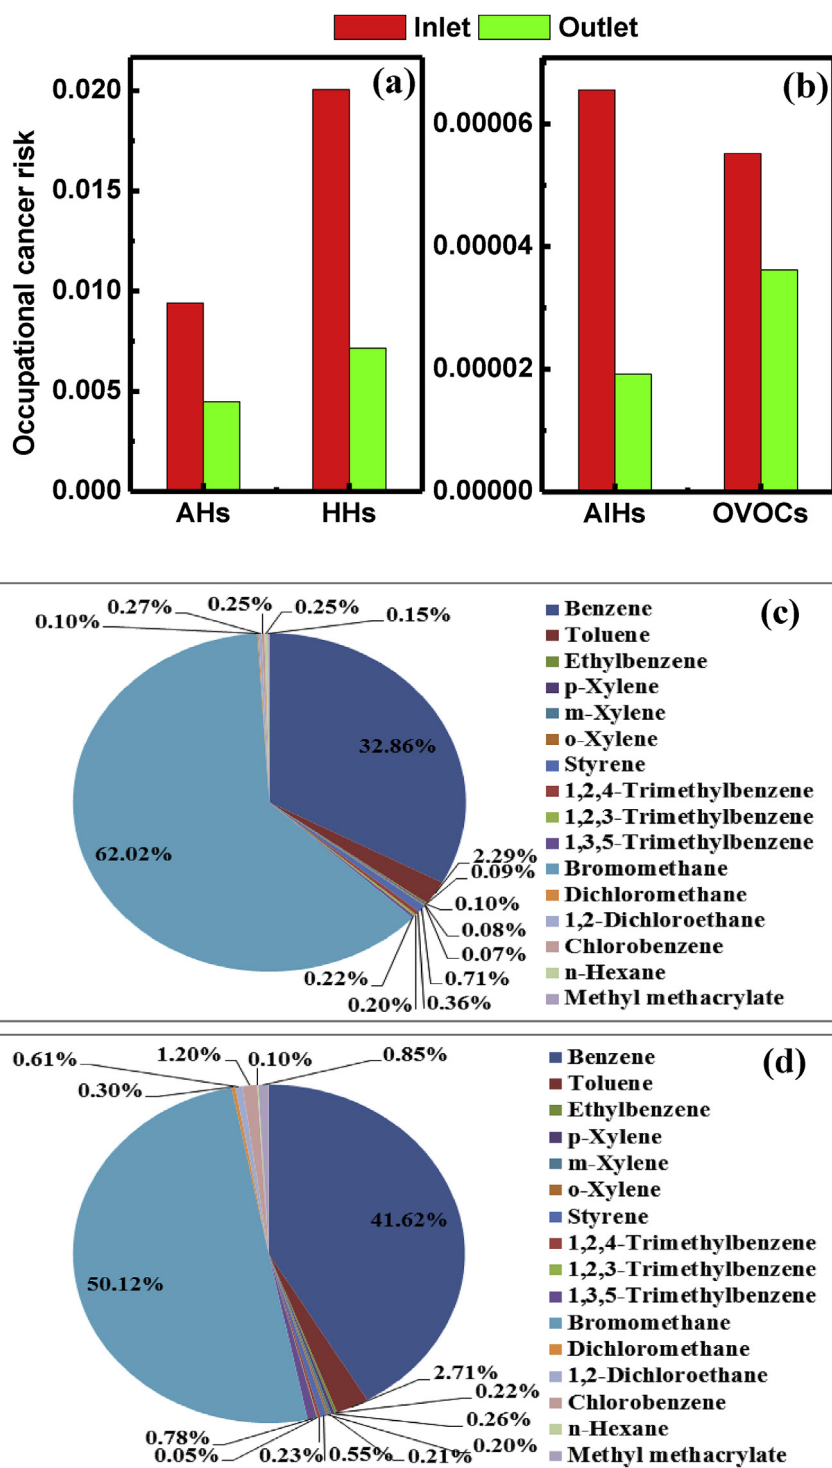 Inlet Outlet
(a)
(b)
Occupational cancer risk
0.020
0.015
0.010
0.005
0.000
AHs HHs
0.00006
0.00004
0.00002
0.00000
AlHs OVOCs
(c)
0.10% 0.27% 0.25% 0.25% 0.15%
32.86%
62.02%
2.29%
0.09%
0.10%
0.08%
0.07%
0.71%
0.36%
0.20%
0.22%
Benzene
Toluene
Ethylbenzene
p-Xylene
m-Xylene
o-Xylene
Styrene
1,2,4-Trimethylbenzene
1,2,3-Trimethylbenzene
1,3,5-Trimethylbenzene
Bromomethane
Dichloromethane
1,2-Dichloroethane
Chlorobenzene
n-Hexane
Methyl methacrylate
(d)
0.61% 1.20% 0.10% 0.85%
0.30%
41.62%
50.12%
2.71%
0.22%
0.26%
0.20%
0.21%
0.55%
0.23%
0.05%
0.78%
Benzene
Toluene
Ethylbenzene
p-Xylene
m-Xylene
o-Xylene
Styrene
1,2,4-Trimethylbenzene
1,2,3-Trimethylbenzene
1,3,5-Trimethylbenzene
Bromomethane
Dichloromethane
1,2-Dichloroethane
Chlorobenzene
n-Hexane
Methyl methacrylate